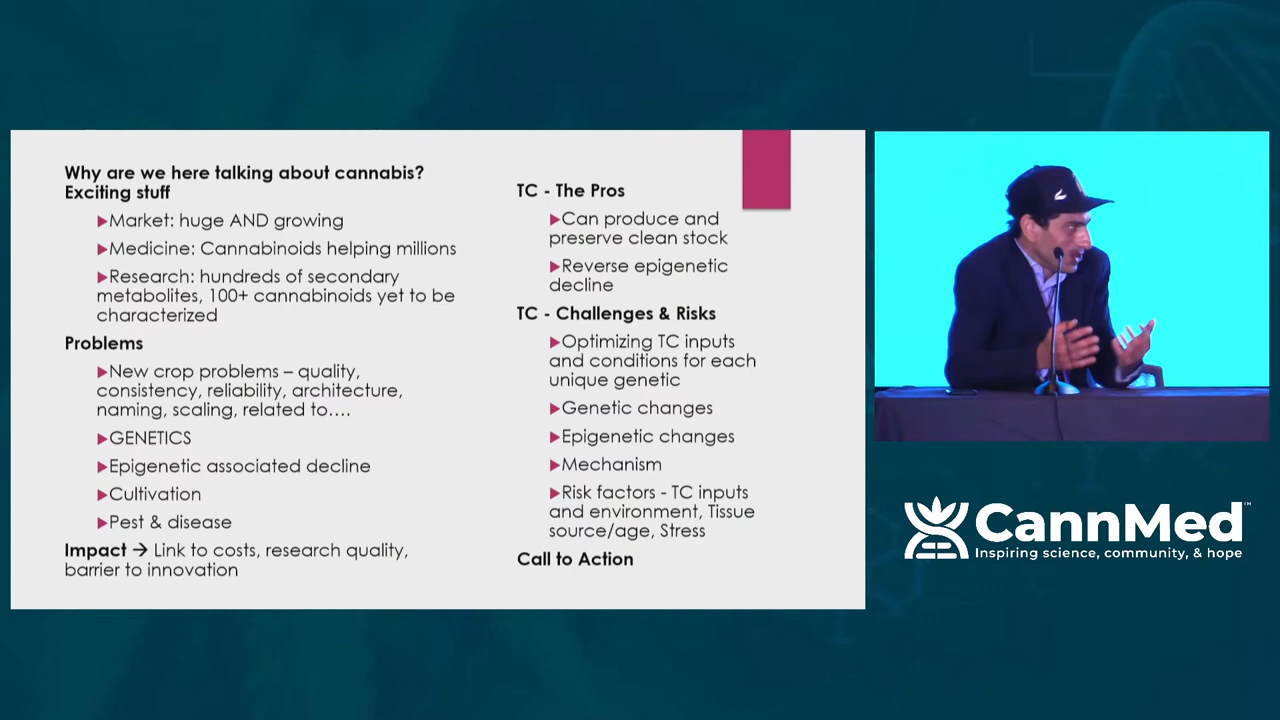 Why are we here talking about cannabis?
Exciting stuff
▶Market: huge AND growing
▶Medicine: Cannabinoids helping millions
▶Research: hundreds of secondary
metabolites, 100+ cannabinoids yet to be
characterized
Problems
▶New crop problems – quality,
consistency, reliability, architecture,
naming, scaling, related to….
▶GENETICS
▶Epigenetic associated decline
▶Cultivation
▶Pest & disease
Impact → Link to costs, research quality,
barrier to innovation
TC - The Pros
▶Can produce and
preserve clean stock
▶Reverse epigenetic
decline
TC - Challenges & Risks
▶Optimizing TC inputs
and conditions for each
unique genetic
▶Genetic changes
▶Epigenetic changes
▶Mechanism
▶Risk factors - TC inputs
and environment, Tissue
source/age, Stress
Call to Action
CannMed™
Inspiring science, community, & hope